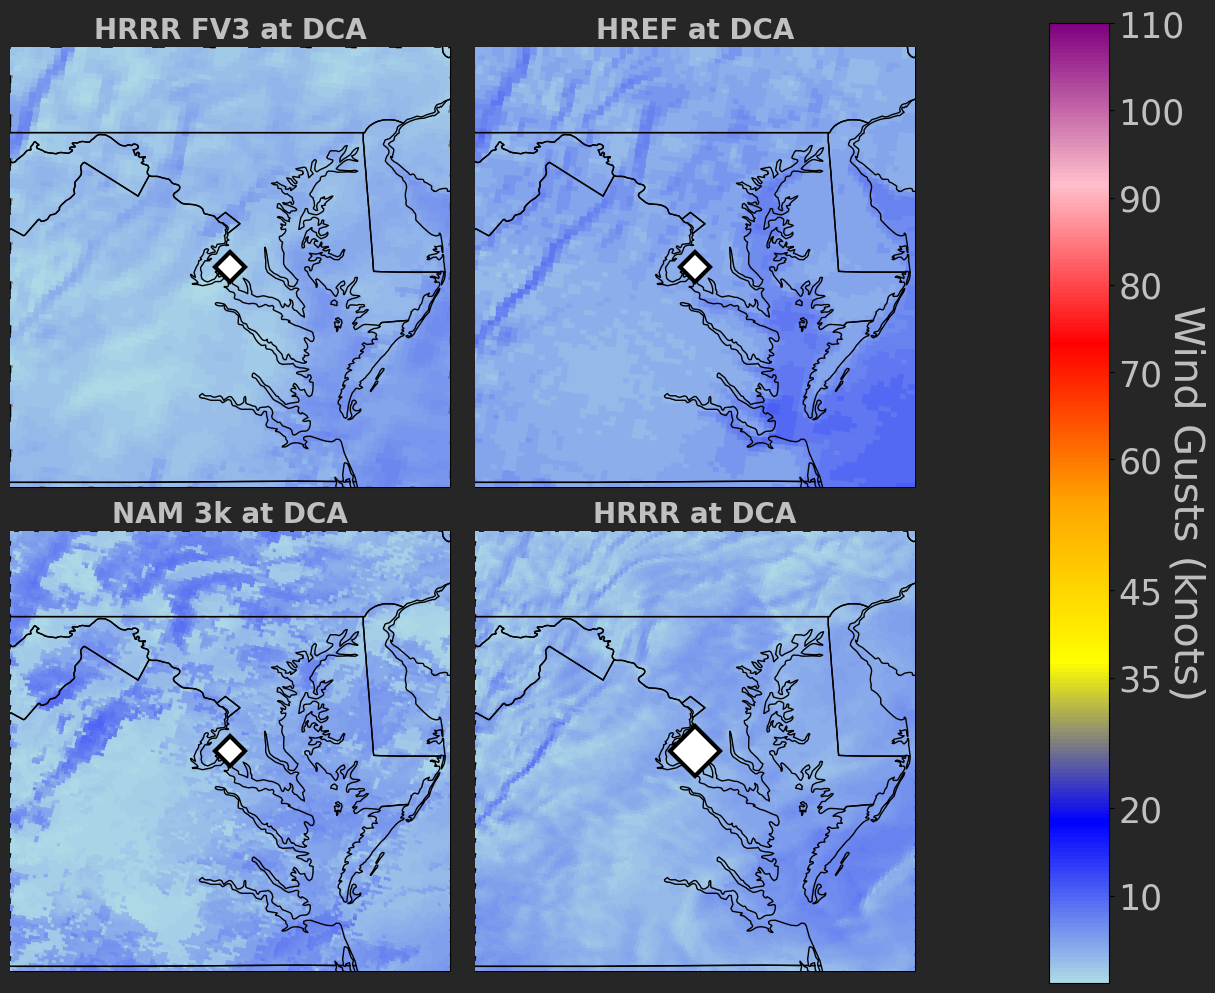 HRRR FV3 at DCA
HREF at DCA
NAM 3k at DCA
HRRR at DCA
110
100
90
80
70
60
45
35
20
10
Wind Gusts (knots)